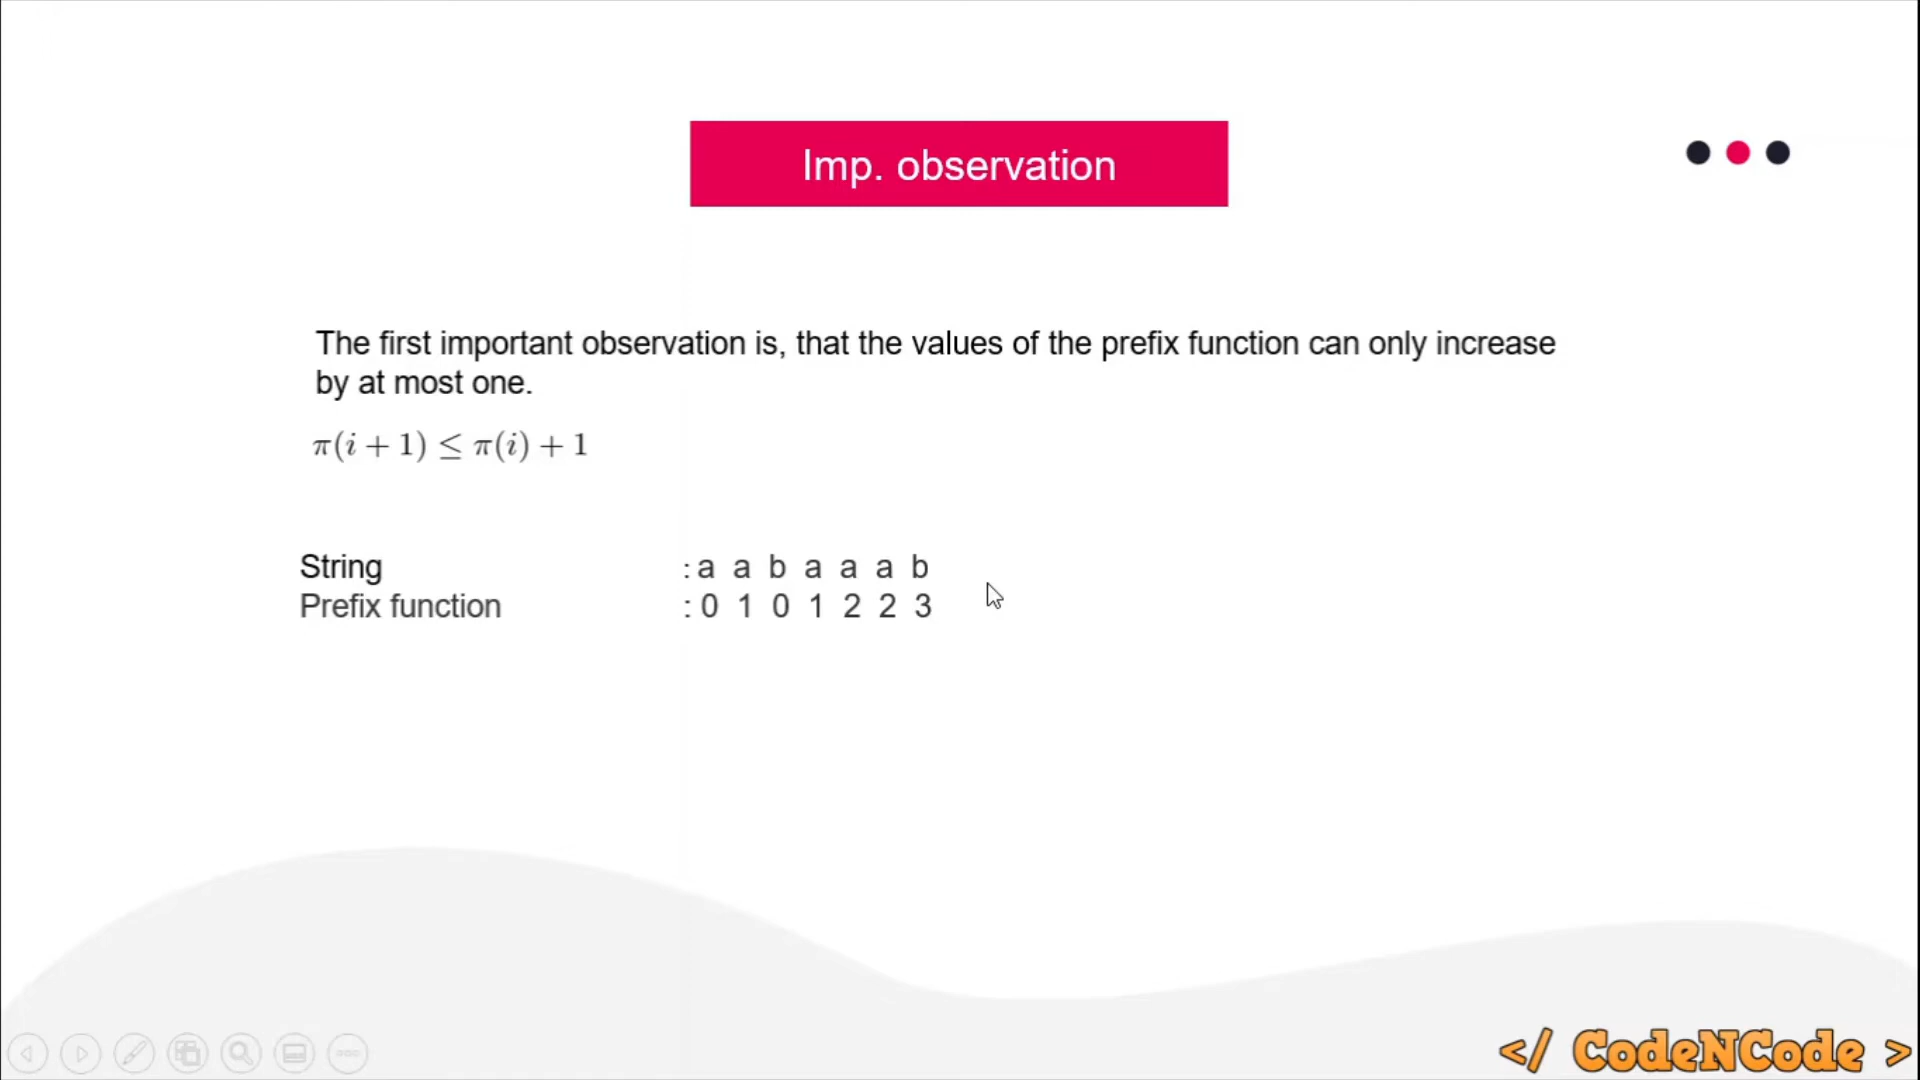 Imp. observation
The first important observation is, that the values of the prefix function can only increase
by at most one.
π(i + 1) ≤ π(i) + 1
String : a a b a a a b
Prefix function : 0 1 0 1 2 2 3
</ CodeNCode >